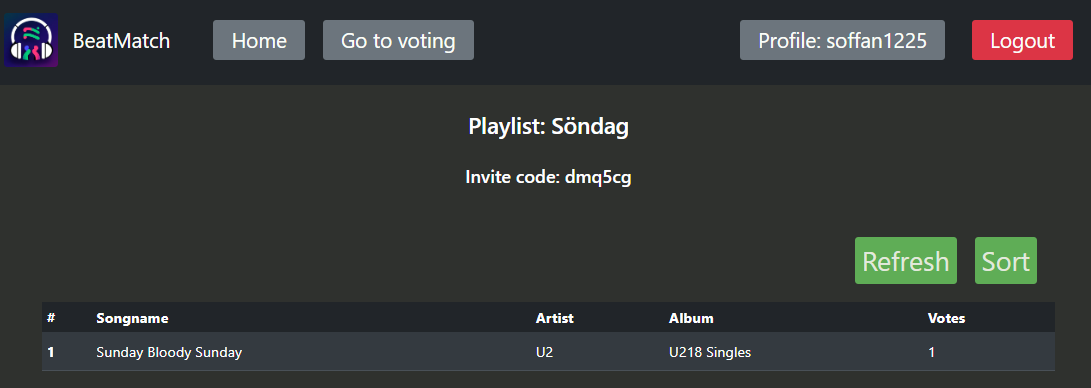 BeatMatch Home Go to voting Profile: soffan1225 Logout
Playlist: Söndag
Invite code: dmq5cg
Refresh Sort
# Songname Artist Album Votes
1 Sunday Bloody Sunday U2 U218 Singles 1